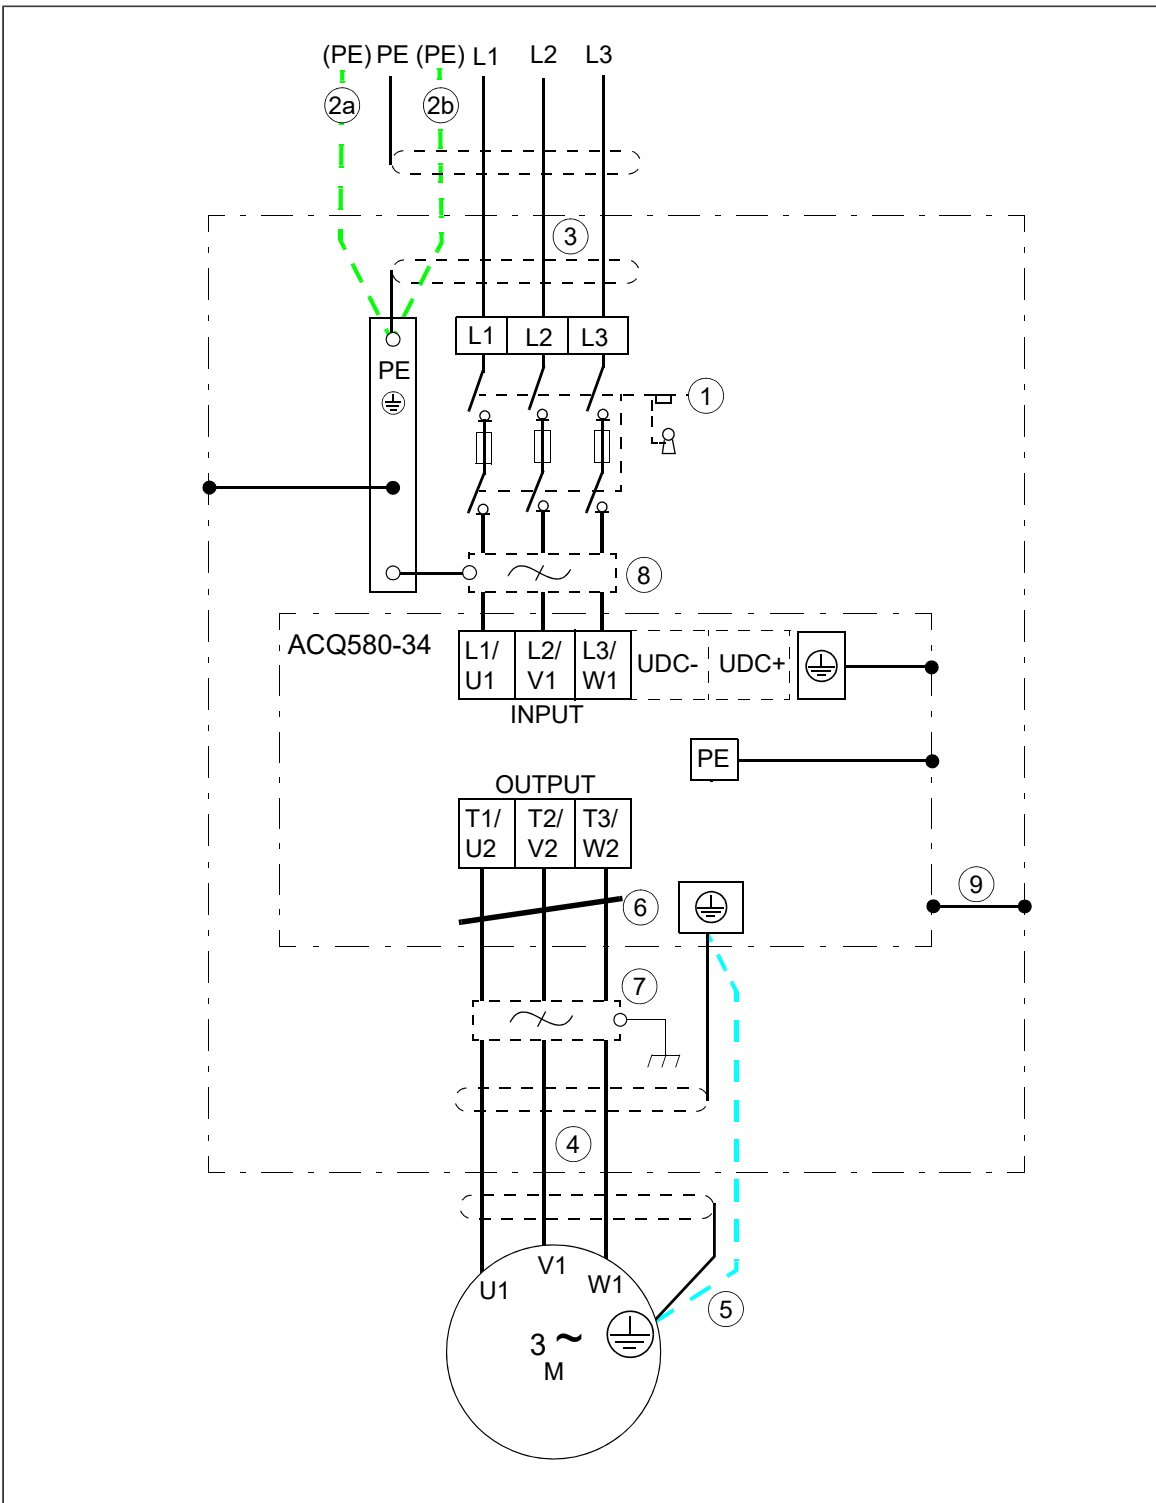 (PE) PE (PE) L1 L2 L3
2a 2b
3
L1 L2 L3
PE
1
8
ACQ580-34
L1/ L2/ L3/
UDC- UDC+
U1 V1 W1
INPUT
PE
OUTPUT
T1/ T2/ T3/
U2 V2 W2
9
6
7
4
V1
U1 W1
5
3 ~
M